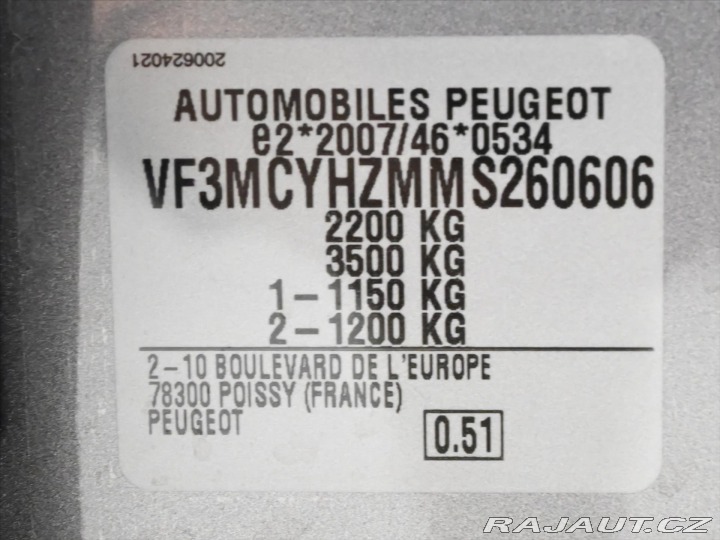 200624021
AUTOMOBILES PEUGEOT
e2*2007/46*0534
VF3MCYHZMMS260606
2200 KG
3500 KG
1-1150 KG
2-1200 KG
2-10 BOULEVARD DE L'EUROPE
78300 POISSY (FRANCE)
PEUGEOT
0.51
RAJAUT.CZ